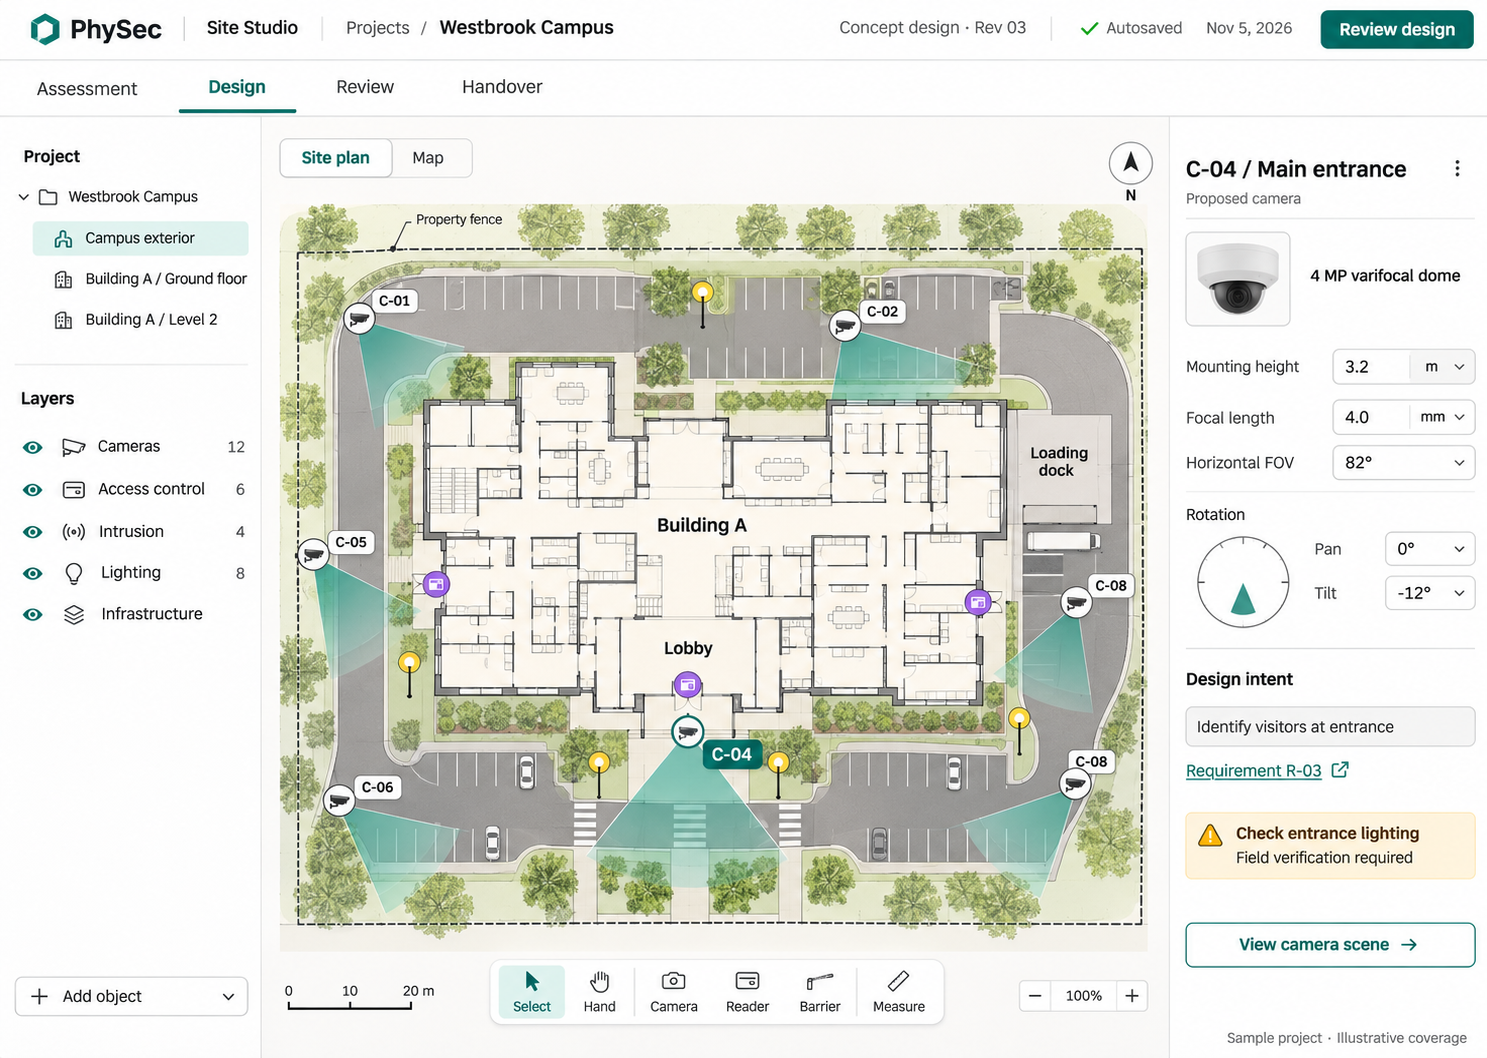 PhySec
Site Studio
Projects / Westbrook Campus
Concept design · Rev 03
Autosaved
Nov 5, 2026
Review design
Assessment
Design
Review
Handover
Project
Westbrook Campus
Campus exterior
Building A / Ground floor
Building A / Level 2
Layers
Cameras 12
Access control 6
Intrusion 4
Lighting 8
Infrastructure
Add object
Site plan
Map
N
Property fence
C-01
C-02
Loading
dock
Building A
C-05
C-08
Lobby
C-04
C-08
C-06
0 10 20 m
Select
Hand
Camera
Reader
Barrier
Measure
100%
C-04 / Main entrance
Proposed camera
4 MP varifocal dome
Mounting height 3.2 m
Focal length 4.0 mm
Horizontal FOV 82°
Rotation
Pan 0°
Tilt -12°
Design intent
Identify visitors at entrance
Requirement R-03
Check entrance lighting
Field verification required
View camera scene
Sample project · Illustrative coverage